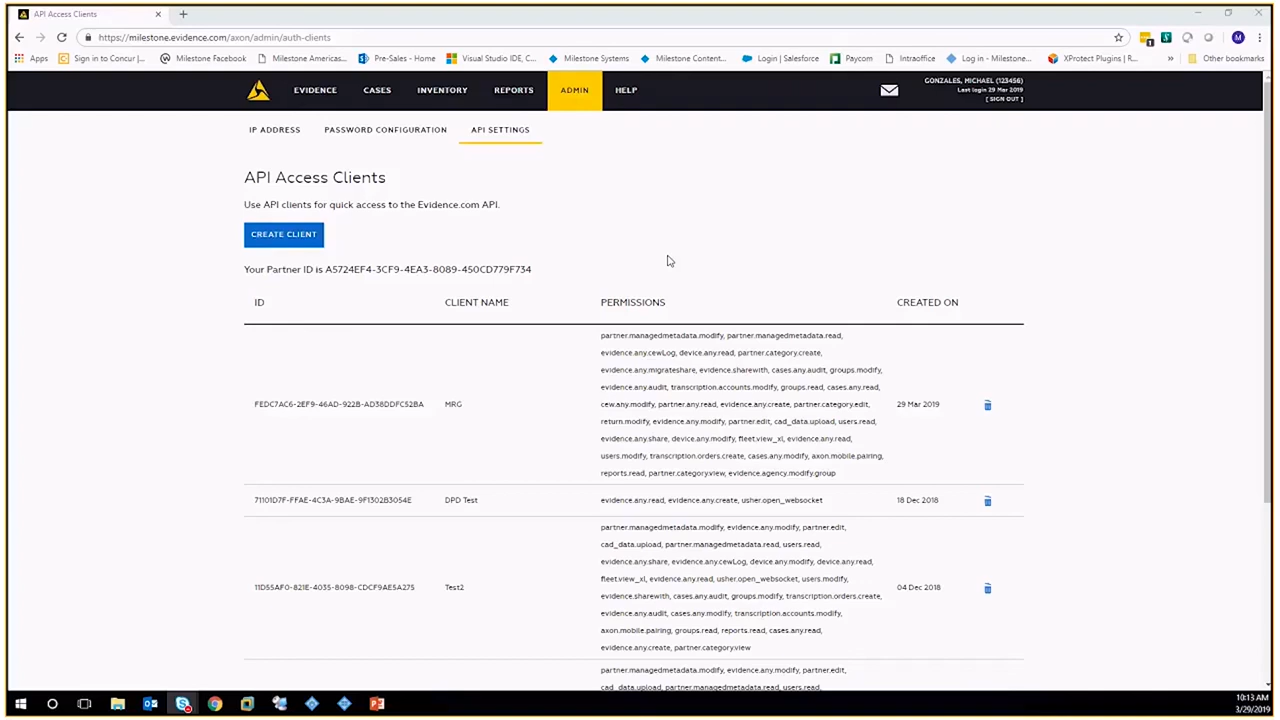 API Access Clients
https://milestone.evidence.com/axon/admin/auth-clients
Apps Sign in to Concur |... Milestone Facebook Milestone Americas... Pre-Sales - Home Visual Studio IDE, C... Milestone Systems Milestone Content... Login | Salesforce Paycom Intraoffice Log in - Milestone... XProtect Plugins | R... » Other bookmarks
EVIDENCE CASES INVENTORY REPORTS ADMIN HELP
GONZALES, MICHAEL (123456)
Last login 29 Mar 2019
[ SIGN OUT ]
IP ADDRESS PASSWORD CONFIGURATION API SETTINGS
API Access Clients
Use API clients for quick access to the Evidence.com API.
CREATE CLIENT
Your Partner ID is A5724EF4-3CF9-4EA3-8089-450CD779F734
ID CLIENT NAME PERMISSIONS CREATED ON
partner.managedmetadata.modify, partner.managedmetadata.read,
evidence.any.cewLog, device.any.read, partner.category.create,
evidence.any.migrateshare, evidence.sharewith, cases.any.audit, groups.modify,
evidence.any.audit, transcription.accounts.modify, groups.read, cases.any.read,
FEDC7AC6-2EF9-46AD-922B-AD38DDFC52BA MRG cew.any.modify, partner.any.read, evidence.any.create, partner.category.edit, 29 Mar 2019
return.modify, evidence.any.modify, partner.edit, cad_data.upload, users.read,
evidence.any.share, device.any.modify, fleet.view_xl, evidence.any.read,
users.modify, transcription.orders.create, cases.any.modify, axon.mobile.pairing,
reports.read, partner.category.view, evidence.agency.modify.group
71101D7F-FFAE-4C3A-9BAE-9F1302B3054E DPD Test evidence.any.read, evidence.any.create, usher.open_websocket 18 Dec 2018
partner.managedmetadata.modify, evidence.any.modify, partner.edit,
cad_data.upload, partner.managedmetadata.read, users.read,
evidence.any.share, evidence.any.cewLog, device.any.modify, device.any.read,
fleet.view_xl, evidence.any.read, usher.open_websocket, users.modify,
11D55AF0-821E-4035-8098-CDCF9AE5A275 Test2 evidence.sharewith, cases.any.audit, groups.modify, transcription.orders.create, 04 Dec 2018
evidence.any.audit, cases.any.modify, transcription.accounts.modify,
axon.mobile.pairing, groups.read, reports.read, cases.any.read,
evidence.any.create, partner.category.view
partner.managedmetadata.modify, evidence.any.modify, partner.edit,
cad_data.upload, partner.managedmetadata.read, users.read,
10:13 AM
3/29/2019